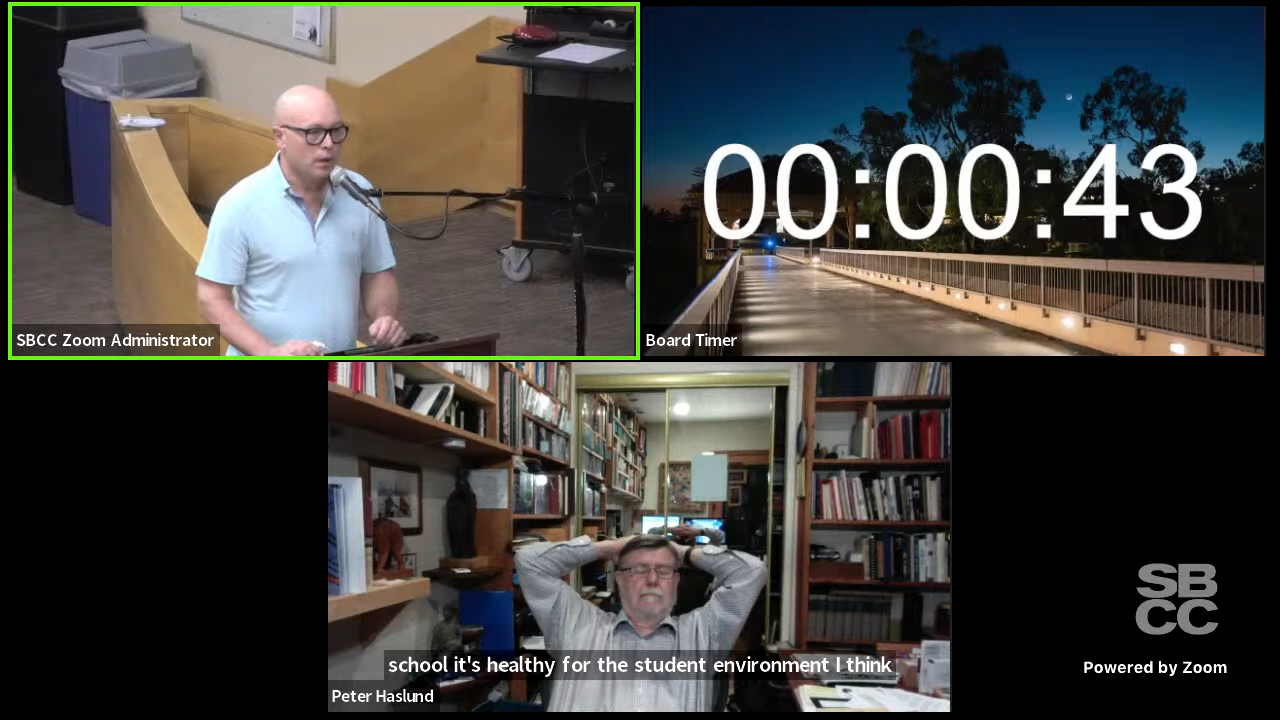 00:00:43
SBCC Zoom Administrator
Board Timer
school it's healthy for the student environment I think
Peter Haslund
SB
CC
Powered by Zoom